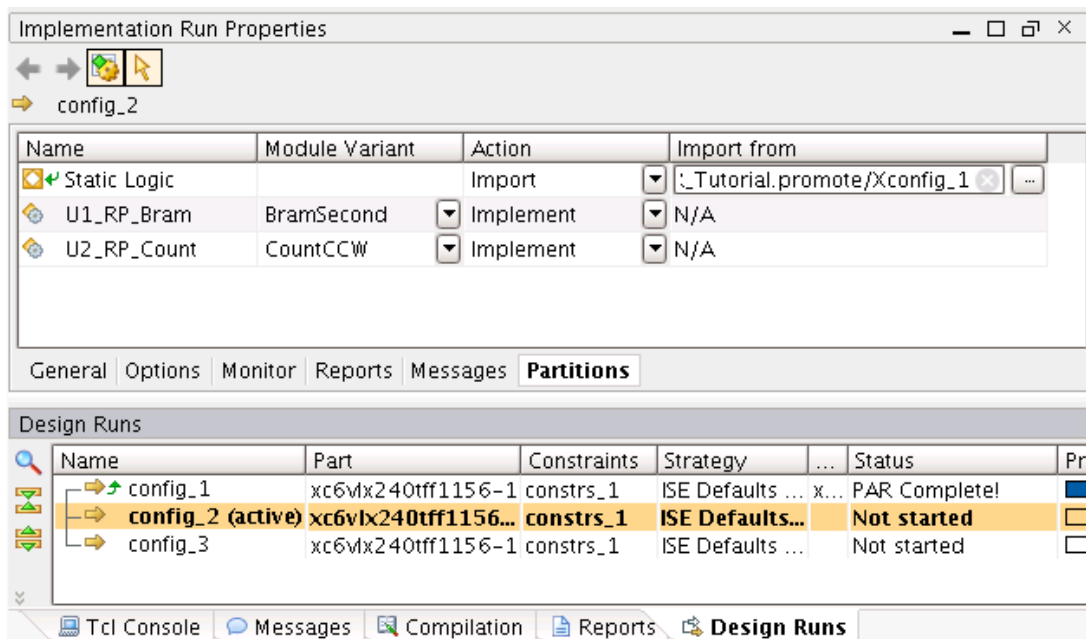 Implementation Run Properties
config_2
Name Module Variant Action Import from
Static Logic Import :_Tutorial.promote/Xconfig_1 ...
U1_RP_Bram BramSecond Implement N/A
U2_RP_Count CountCCW Implement N/A
General Options Monitor Reports Messages Partitions
Design Runs
Name Part Constraints Strategy ... Status Pr
config_1 xc6vlx240tff1156-1 constrs_1 ISE Defaults ... x... PAR Complete!
config_2 (active) xc6vlx240tff1156... constrs_1 ISE Defaults... Not started
config_3 xc6vlx240tff1156-1 constrs_1 ISE Defaults ... Not started
Tcl Console Messages Compilation Reports Design Runs